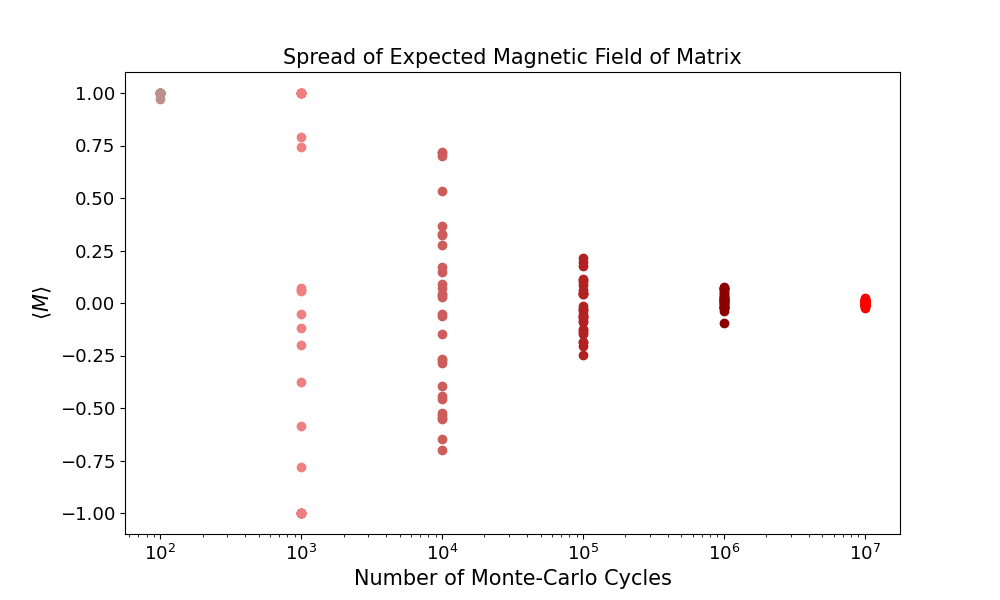 Spread of Expected Magnetic Field of Matrix
1.00
0.75
0.50
0.25
0.00
−0.25
−0.50
−0.75
−1.00
⟨M⟩
10² 10³ 10⁴ 10⁵ 10⁶ 10⁷
Number of Monte-Carlo Cycles